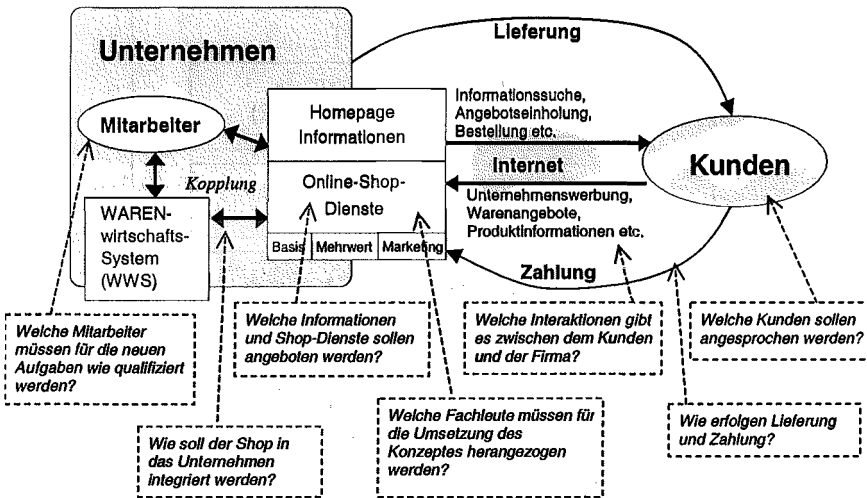 Unternehmen
Lieferung
Mitarbeiter
Homepage
Informationen
Informationssuche,
Angebotseinholung,
Bestellung etc.
Internet
Kunden
Kopplung
Online-Shop-
Dienste
Unternehmenswerbung,
Warenangebote,
Produktinformationen etc.
WAREN-
wirtschafts-
System
(WWS)
Basis Mehrwert Marketing
Zahlung
Welche Mitarbeiter
müssen für die neuen
Aufgaben wie qualifiziert
werden?
Welche Informationen
und Shop-Dienste sollen
angeboten werden?
Welche Interaktionen gibt
es zwischen dem Kunden
und der Firma?
Welche Kunden sollen
angesprochen werden?
Wie soll der Shop in
das Unternehmen
integriert werden?
Welche Fachleute müssen für
die Umsetzung des
Konzeptes herangezogen
werden?
Wie erfolgen Lieferung
und Zahlung?